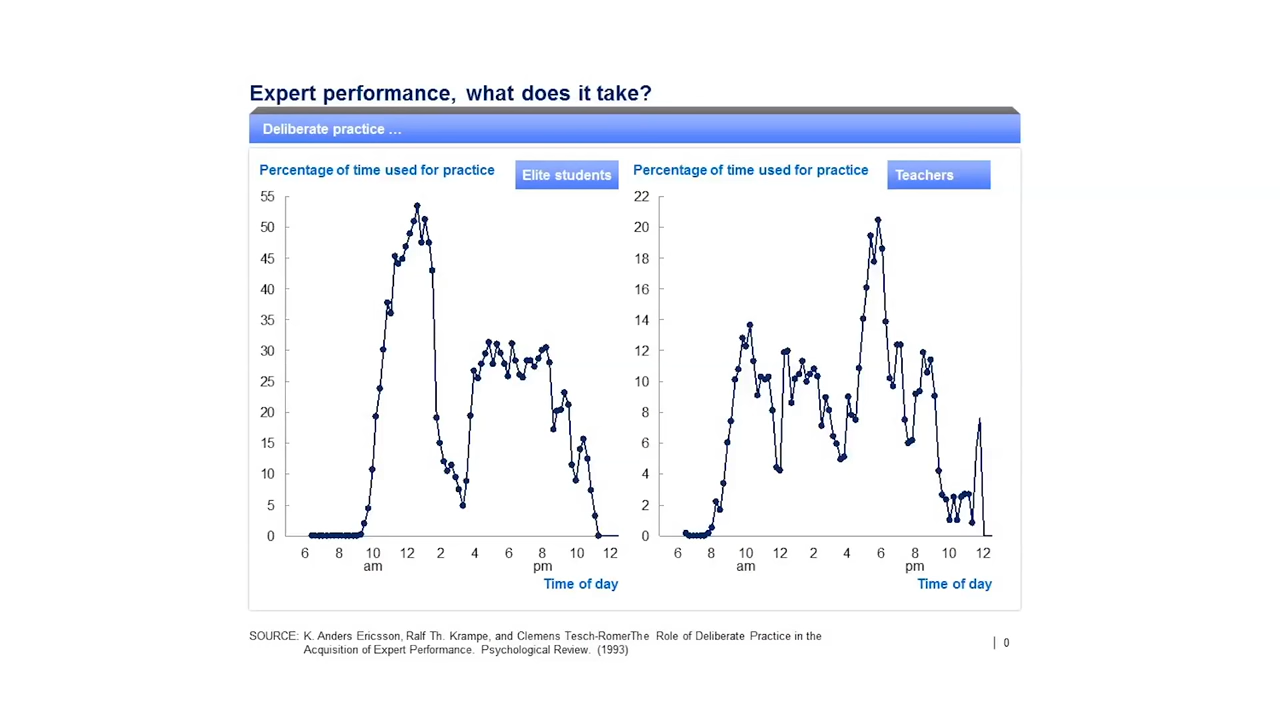 Expert performance, what does it take?
Deliberate practice …
Percentage of time used for practice
Elite students
55
50
45
40
35
30
25
20
15
10
5
0
6 8 10 12 2 4 6 8 10 12
am pm
Time of day
Percentage of time used for practice
Teachers
22
20
18
16
14
12
10
8
6
4
2
0
6 8 10 12 2 4 6 8 10 12
am pm
Time of day
SOURCE: K. Anders Ericsson, Ralf Th. Krampe, and Clemens Tesch-RomerThe Role of Deliberate Practice in the
Acquisition of Expert Performance. Psychological Review. (1993)
| 0